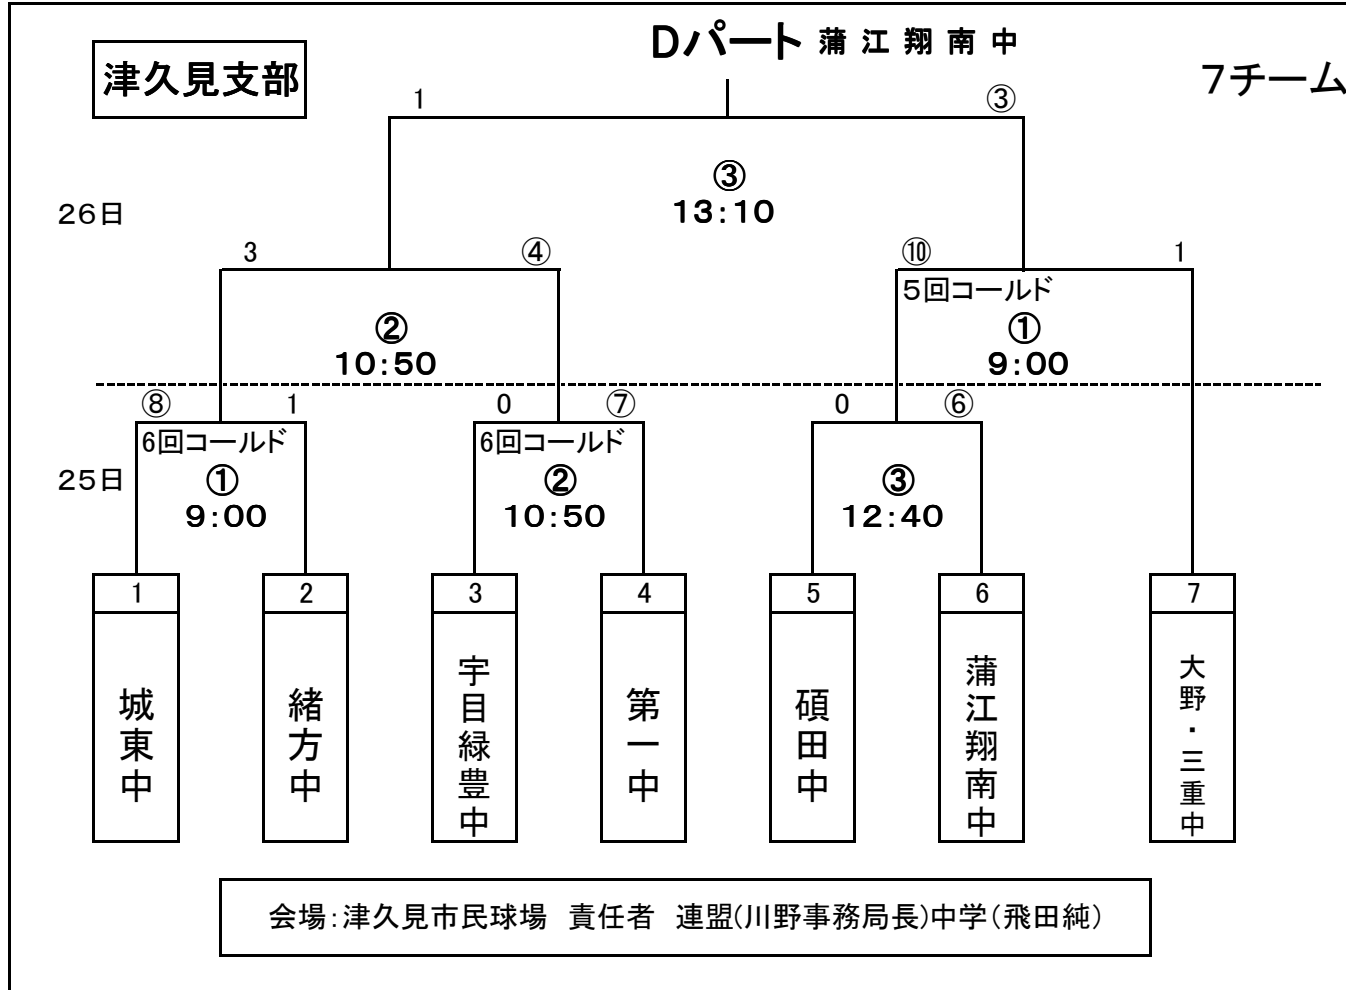 Dパート 蒲江翔南中
津久見支部
7チーム
1 ③
③
13:10
26日
3 ④ ⑩ 1
5回コールド
② ①
10:50 9:00
⑧ 1 0 ⑦ 0 ⑥
6回コールド 6回コールド
25日
① ② ③
9:00 10:50 12:40
1 2 3 4 5 6 7
城東中
緒方中
宇目緑豊中
第一中
碩田中
蒲江翔南中
大野・三重中
会場:津久見市民球場 責任者 連盟(川野事務局長)中学(飛田純)